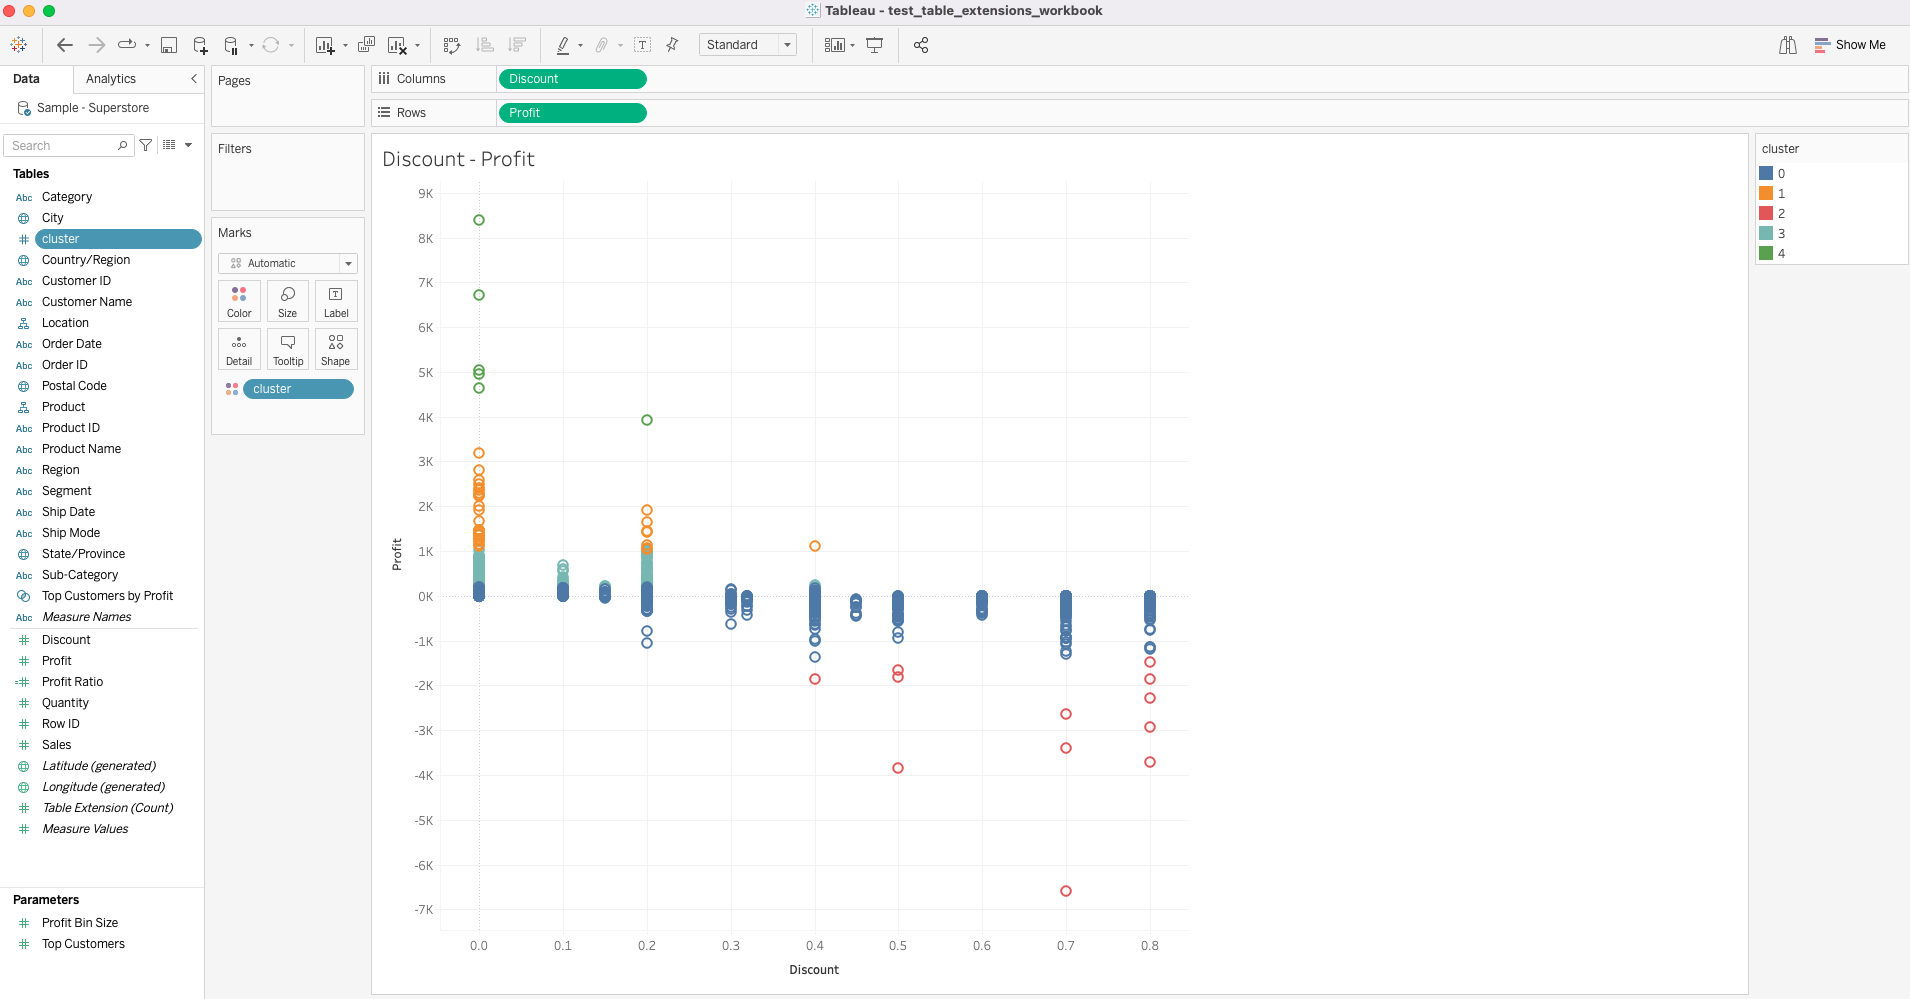 Tableau - test_table_extensions_workbook
Standard
Show Me
Data
Analytics
Sample - Superstore
Search
Tables
Abc Category
City
cluster
Country/Region
Abc Customer ID
Abc Customer Name
Location
Abc Order Date
Abc Order ID
Postal Code
Product
Abc Product ID
Abc Product Name
Abc Region
Abc Segment
Abc Ship Date
Abc Ship Mode
State/Province
Abc Sub-Category
Top Customers by Profit
Abc Measure Names
Discount
Profit
Profit Ratio
Quantity
Row ID
Sales
Latitude (generated)
Longitude (generated)
Table Extension (Count)
Measure Values
Parameters
Profit Bin Size
Top Customers
Pages
Filters
Marks
Automatic
Color
Size
T
Label
Detail
Tooltip
Shape
cluster
Columns
Discount
Rows
Profit
Discount - Profit
9K
8K
7K
6K
5K
4K
3K
2K
1K
0K
-1K
-2K
-3K
-4K
-5K
-6K
-7K
Profit
0.0 0.1 0.2 0.3 0.4 0.5 0.6 0.7 0.8
Discount
cluster
0
1
2
3
4